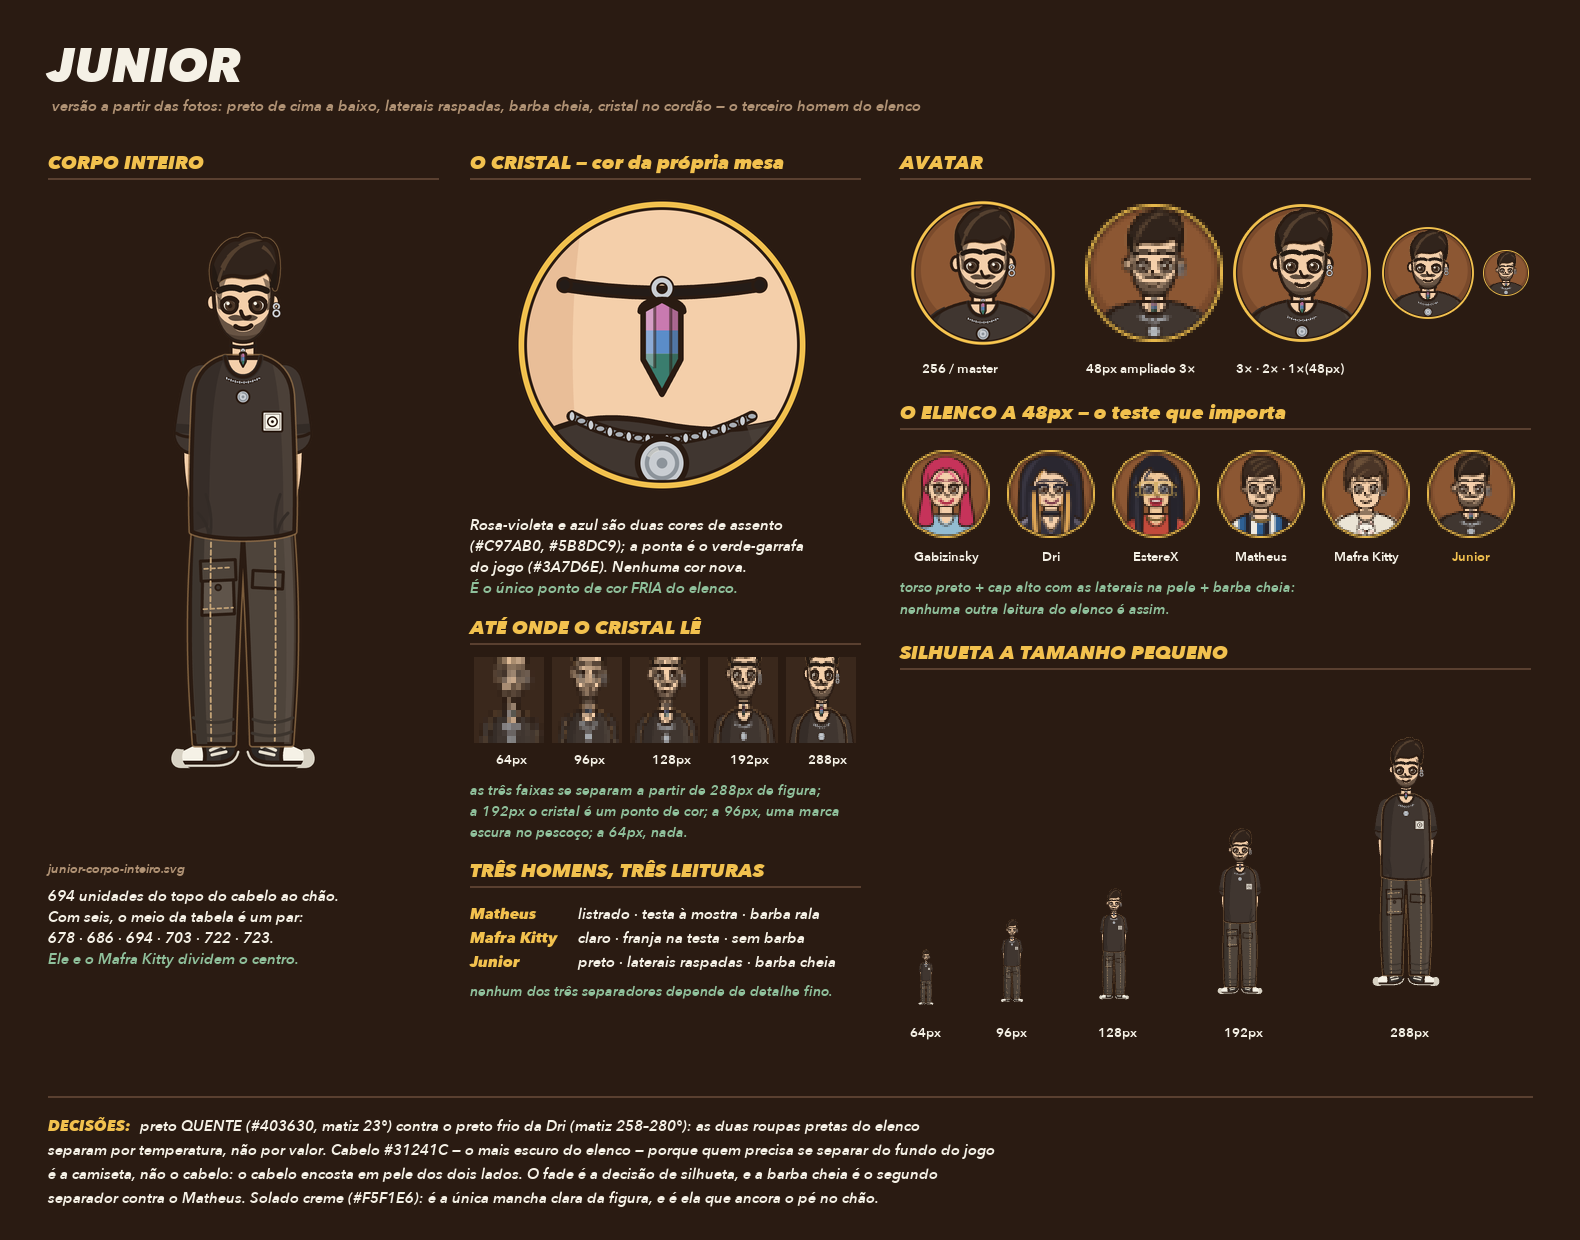 JUNIOR
versão a partir das fotos: preto de cima a baixo, laterais raspadas, barba cheia, cristal no cordão — o terceiro homem do elenco
CORPO INTEIRO
junior-corpo-inteiro.svg
694 unidades do topo do cabelo ao chão.
Com seis, o meio da tabela é um par:
678 · 686 · 694 · 703 · 722 · 723.
Ele e o Mafra Kitty dividem o centro.
O CRISTAL — cor da própria mesa
Rosa-violeta e azul são duas cores de assento
(#C97AB0, #5B8DC9); a ponta é o verde-garrafa
do jogo (#3A7D6E). Nenhuma cor nova.
É o único ponto de cor FRIA do elenco.
ATÉ ONDE O CRISTAL LÊ
64px 96px 128px 192px 288px
as três faixas se separam a partir de 288px de figura;
a 192px o cristal é um ponto de cor; a 96px, uma marca
escura no pescoço; a 64px, nada.
TRÊS HOMENS, TRÊS LEITURAS
Matheus listrado · testa à mostra · barba rala
Mafra Kitty claro · franja na testa · sem barba
Junior preto · laterais raspadas · barba cheia
nenhum dos três separadores depende de detalhe fino.
AVATAR
256 / master 48px ampliado 3× 3× · 2× · 1×(48px)
O ELENCO A 48px — o teste que importa
Gabizinsky Dri EstereX Matheus Mafra Kitty Junior
torso preto + cap alto com as laterais na pele + barba cheia:
nenhuma outra leitura do elenco é assim.
SILHUETA A TAMANHO PEQUENO
64px 96px 128px 192px 288px
DECISÕES: preto QUENTE (#403630, matiz 23°) contra o preto frio da Dri (matiz 258–280°): as duas roupas pretas do elenco
separam por temperatura, não por valor. Cabelo #31241C — o mais escuro do elenco — porque quem precisa se separar do fundo do jogo
é a camiseta, não o cabelo: o cabelo encosta em pele dos dois lados. O fade é a decisão de silhueta, e a barba cheia é o segundo
separador contra o Matheus. Solado creme (#F5F1E6): é a única mancha clara da figura, e é ela que ancora o pé no chão.